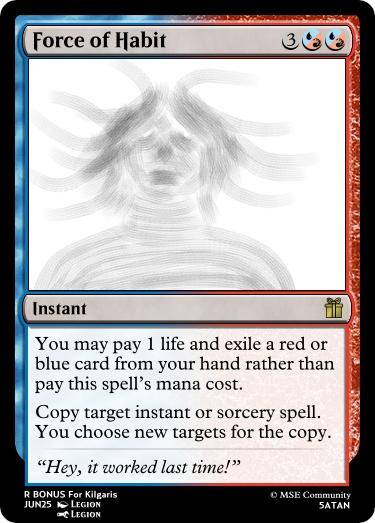 Force of Habit 3
Instant
You may pay 1 life and exile a red or
blue card from your hand rather than
pay this spell's mana cost.
Copy target instant or sorcery spell.
You choose new targets for the copy.
“Hey, it worked last time!”
R BONUS For Kilgaris © MSE Community
JUN25 Legion 5ATAN
Legion